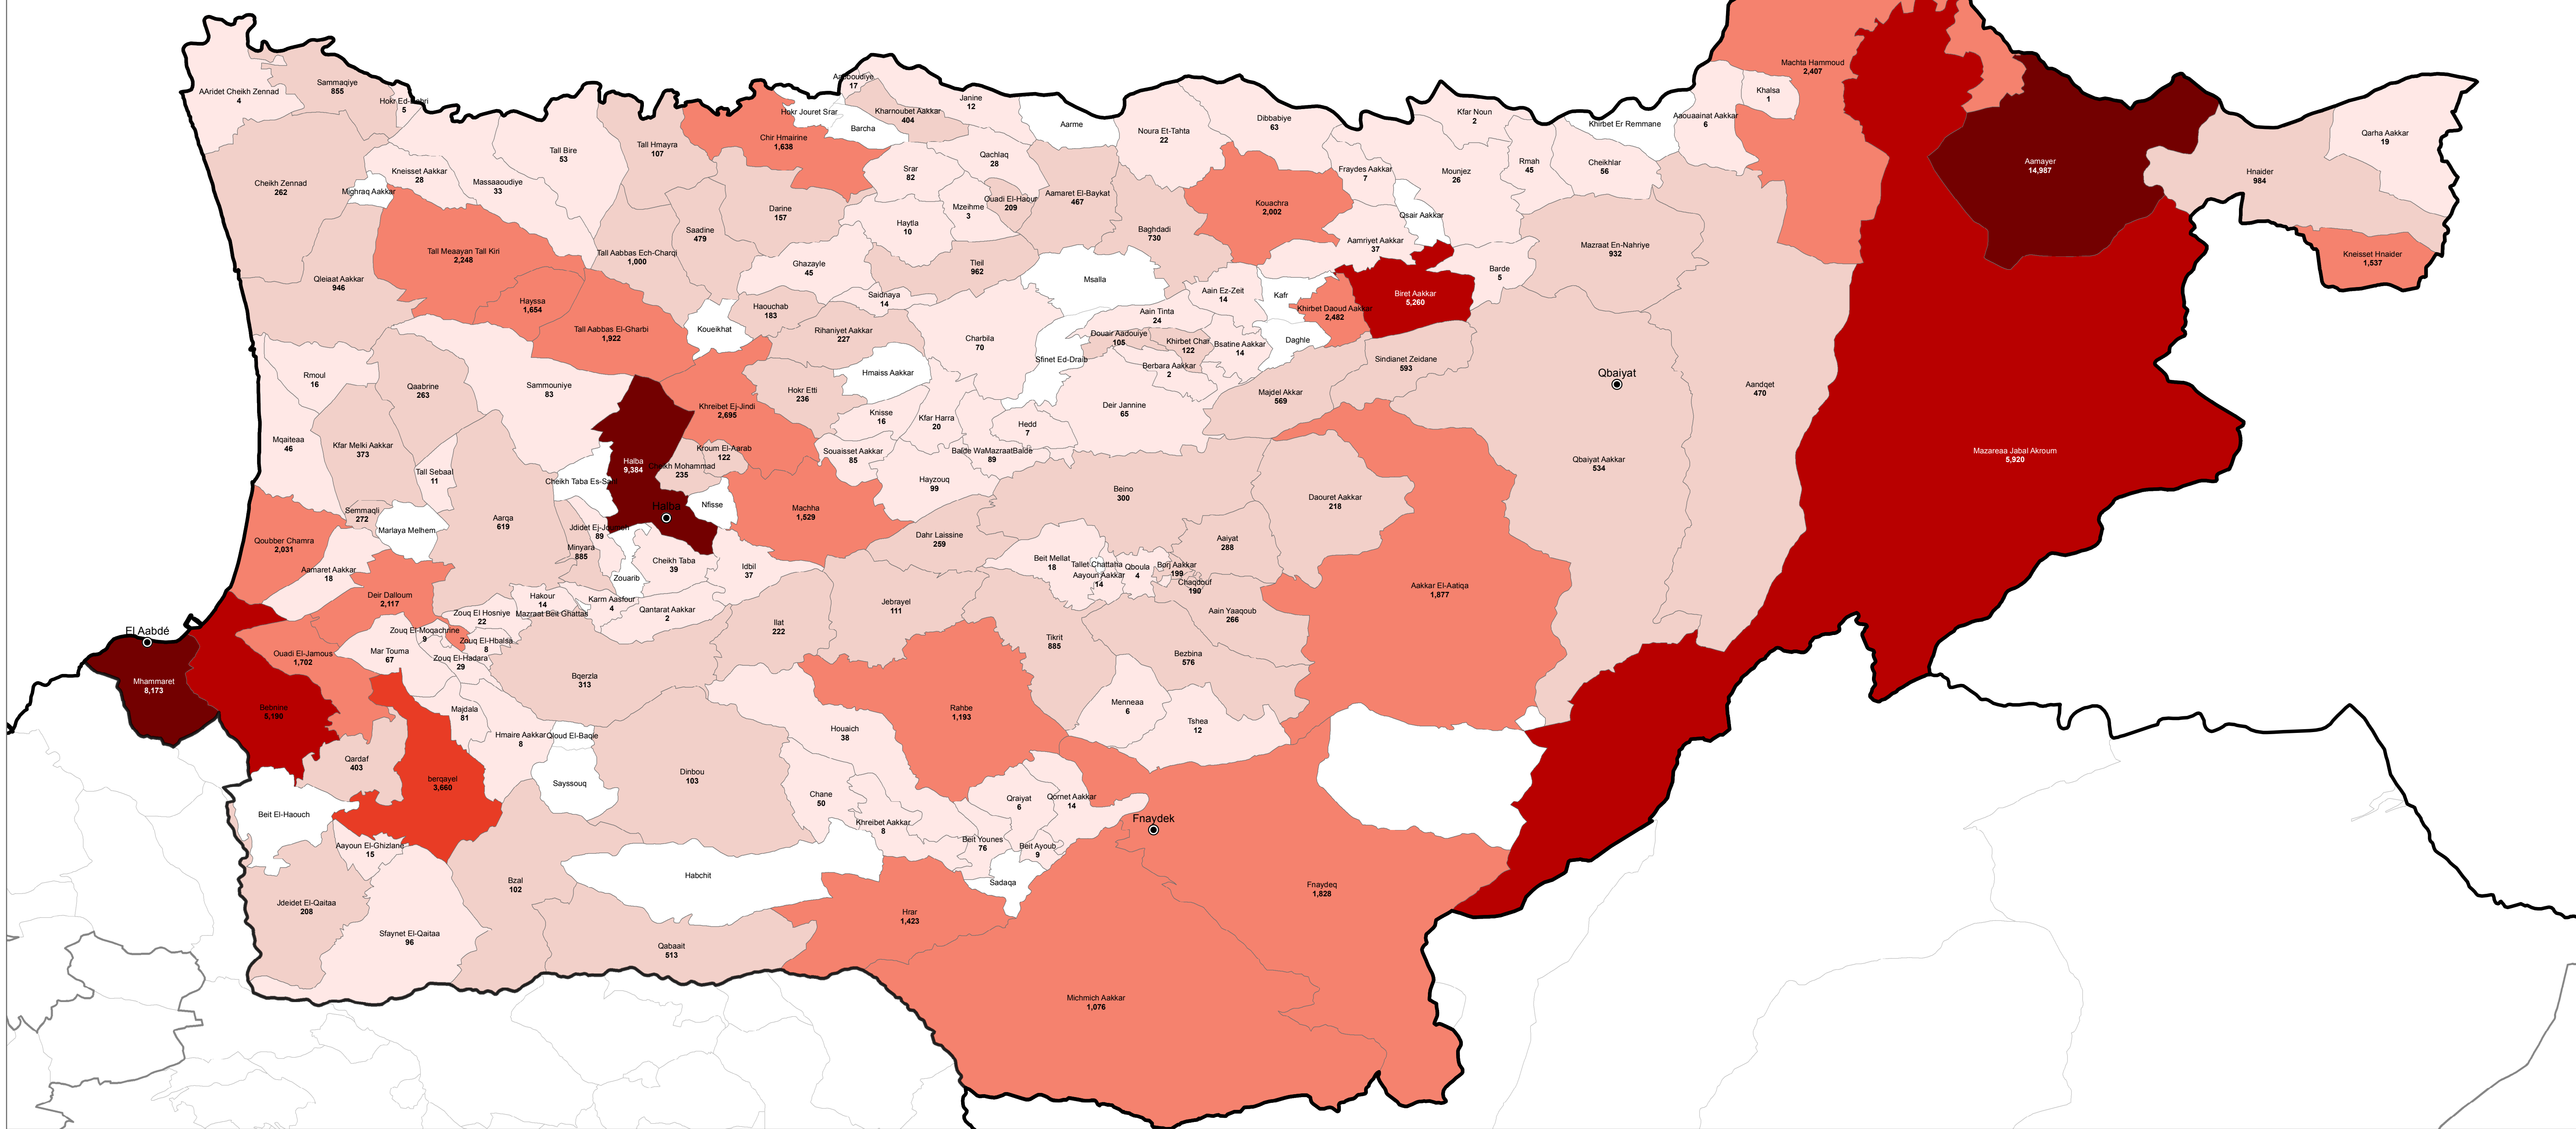 Machta Hammoud
2,407
Aaboudiye
17
Sammaqiye
855
AAridet Cheikh Zennad
4
Hokr Ed-Dahri
5
Khalsa
1
Janine
12
Kharnoubet Aakkar
404
Hokr Jouret Srar
Barcha
Aarme
Kfar Noun
2
Khirbet Er Remmane
Aaouaainat Aakkar
6
Dibbabiye
63
Noura Et-Tahta
22
Qarha Aakkar
19
Chir Hmairine
1,638
Tall Hmayra
107
Tall Bire
53
Qachlaq
28
Aamayer
14,987
Hnaider
984
Rmah
45
Cheikhlar
56
Mounjez
26
Fraydes Aakkar
7
Srar
82
Kneisset Aakkar
28
Massaaoudiye
33
Cheikh Zennad
262
Mighraq Aakkar
Aamaret El-Baykat
467
Ouadi El-Haour
209
Mzeihme
3
Kouachra
2,002
Darine
157
Qsair Aakkar
Haytla
10
Saadine
479
Baghdadi
730
Aamriyet Aakkar
37
Mazraat En-Nahriye
932
Tall Meaayan Tall Kiri
2,248
Tall Aabbas Ech-Charqi
1,000
Kneisset Hnaider
1,537
Ghazayle
45
Tleil
962
Barde
5
Qleiaat Aakkar
946
Msalla
Aain Ez-Zeit
14
Kafr
Biret Aakkar
5,260
Saidnaya
14
Hayssa
1,654
Haouchab
183
Khirbet Daoud Aakkar
2,482
Aain Tinta
24
Tall Aabbas El-Gharbi
1,922
Koueikhat
Rihaniyet Aakkar
227
Douair Aadouiye
105
Charbila
70
Khirbet Char
122
Bsatine Aakkar
14
Daghle
Sfinet Ed-Draib
Sindianet Zeidane
593
Berbara Aakkar
2
Hmaiss Aakkar
Qbaiyat
Rmoul
16
Qaabrine
263
Sammouniye
83
Aandqet
470
Hokr Etti
236
Majdel Akkar
569
Khreibet Ej-Jindi
2,695
Deir Jannine
65
Knisse
16
Kfar Harra
20
Hedd
7
Mqaiteaa
46
Kfar Melki Aakkar
373
Kroum El-Aarab
122
Souaisset Aakkar
85
Balde WaMazraatBalde
89
Mazareaa Jabal Akroum
5,920
Qbaiyat Aakkar
534
Halba
9,384
Cheikh Mohammad
235
Tall Sebaal
11
Cheikh Taba Es-Sahl
Hayzouq
99
Beino
300
Daouret Aakkar
218
Nfisse
Halba
Machha
1,529
Semmaqli
272
Aarqa
619
Marlaya Melhem
Jdidet Ej-Joumeh
89
Dahr Laissine
259
Aaiyat
288
Qoubber Chamra
2,031
Minyara
885
Cheikh Taba
39
Idbil
37
Beit Mellat
18
Tallet Chattaha
Qboula
4
Borj Aakkar
199
Aayoun Aakkar
14
Chaqdouf
190
Aamaret Aakkar
18
Zouarib
Aakkar El-Aatiqa
1,877
Deir Dalloum
2,117
Hakour
14
Karm Aasfour
4
Jebrayel
111
Qantarat Aakkar
2
Zouq El Hosniye
22
Mazraat Beit Ghattas
Aain Yaaqoub
266
Ilat
222
El Aabdé
Zouq El-Moqachrine
9
Zouq El-Hbalsa
8
Tikrit
885
Ouadi El-Jamous
1,702
Mar Touma
67
Zouq El-Hadara
29
Bezbina
576
Bqerzla
313
Mhammaret
8,173
Menneaa
6
Bebnine
Majdala
81
Rahbe
1,193
Tshea
12
Houaich
38
Hmaire Aakkar
8
Qloud El-Baqie
Qardaf
403
Dinbou
103
berqayel
3,660
Sayssouq
Chane
50
Qraiyat
6
Qornet Aakkar
14
Beit El-Haouch
Khreibet Aakkar
8
Fnaydek
Beit Younes
76
Beit Ayoub
9
Aayoun El-Ghizlane
15
Habchit
Bzal
102
Sadaqa
Fnaydeq
1,828
Jdeidet El-Qaitaa
208
Hrar
1,423
Sfaynet El-Qaitaa
96
Qabaait
513
Michmich Aakkar
1,076